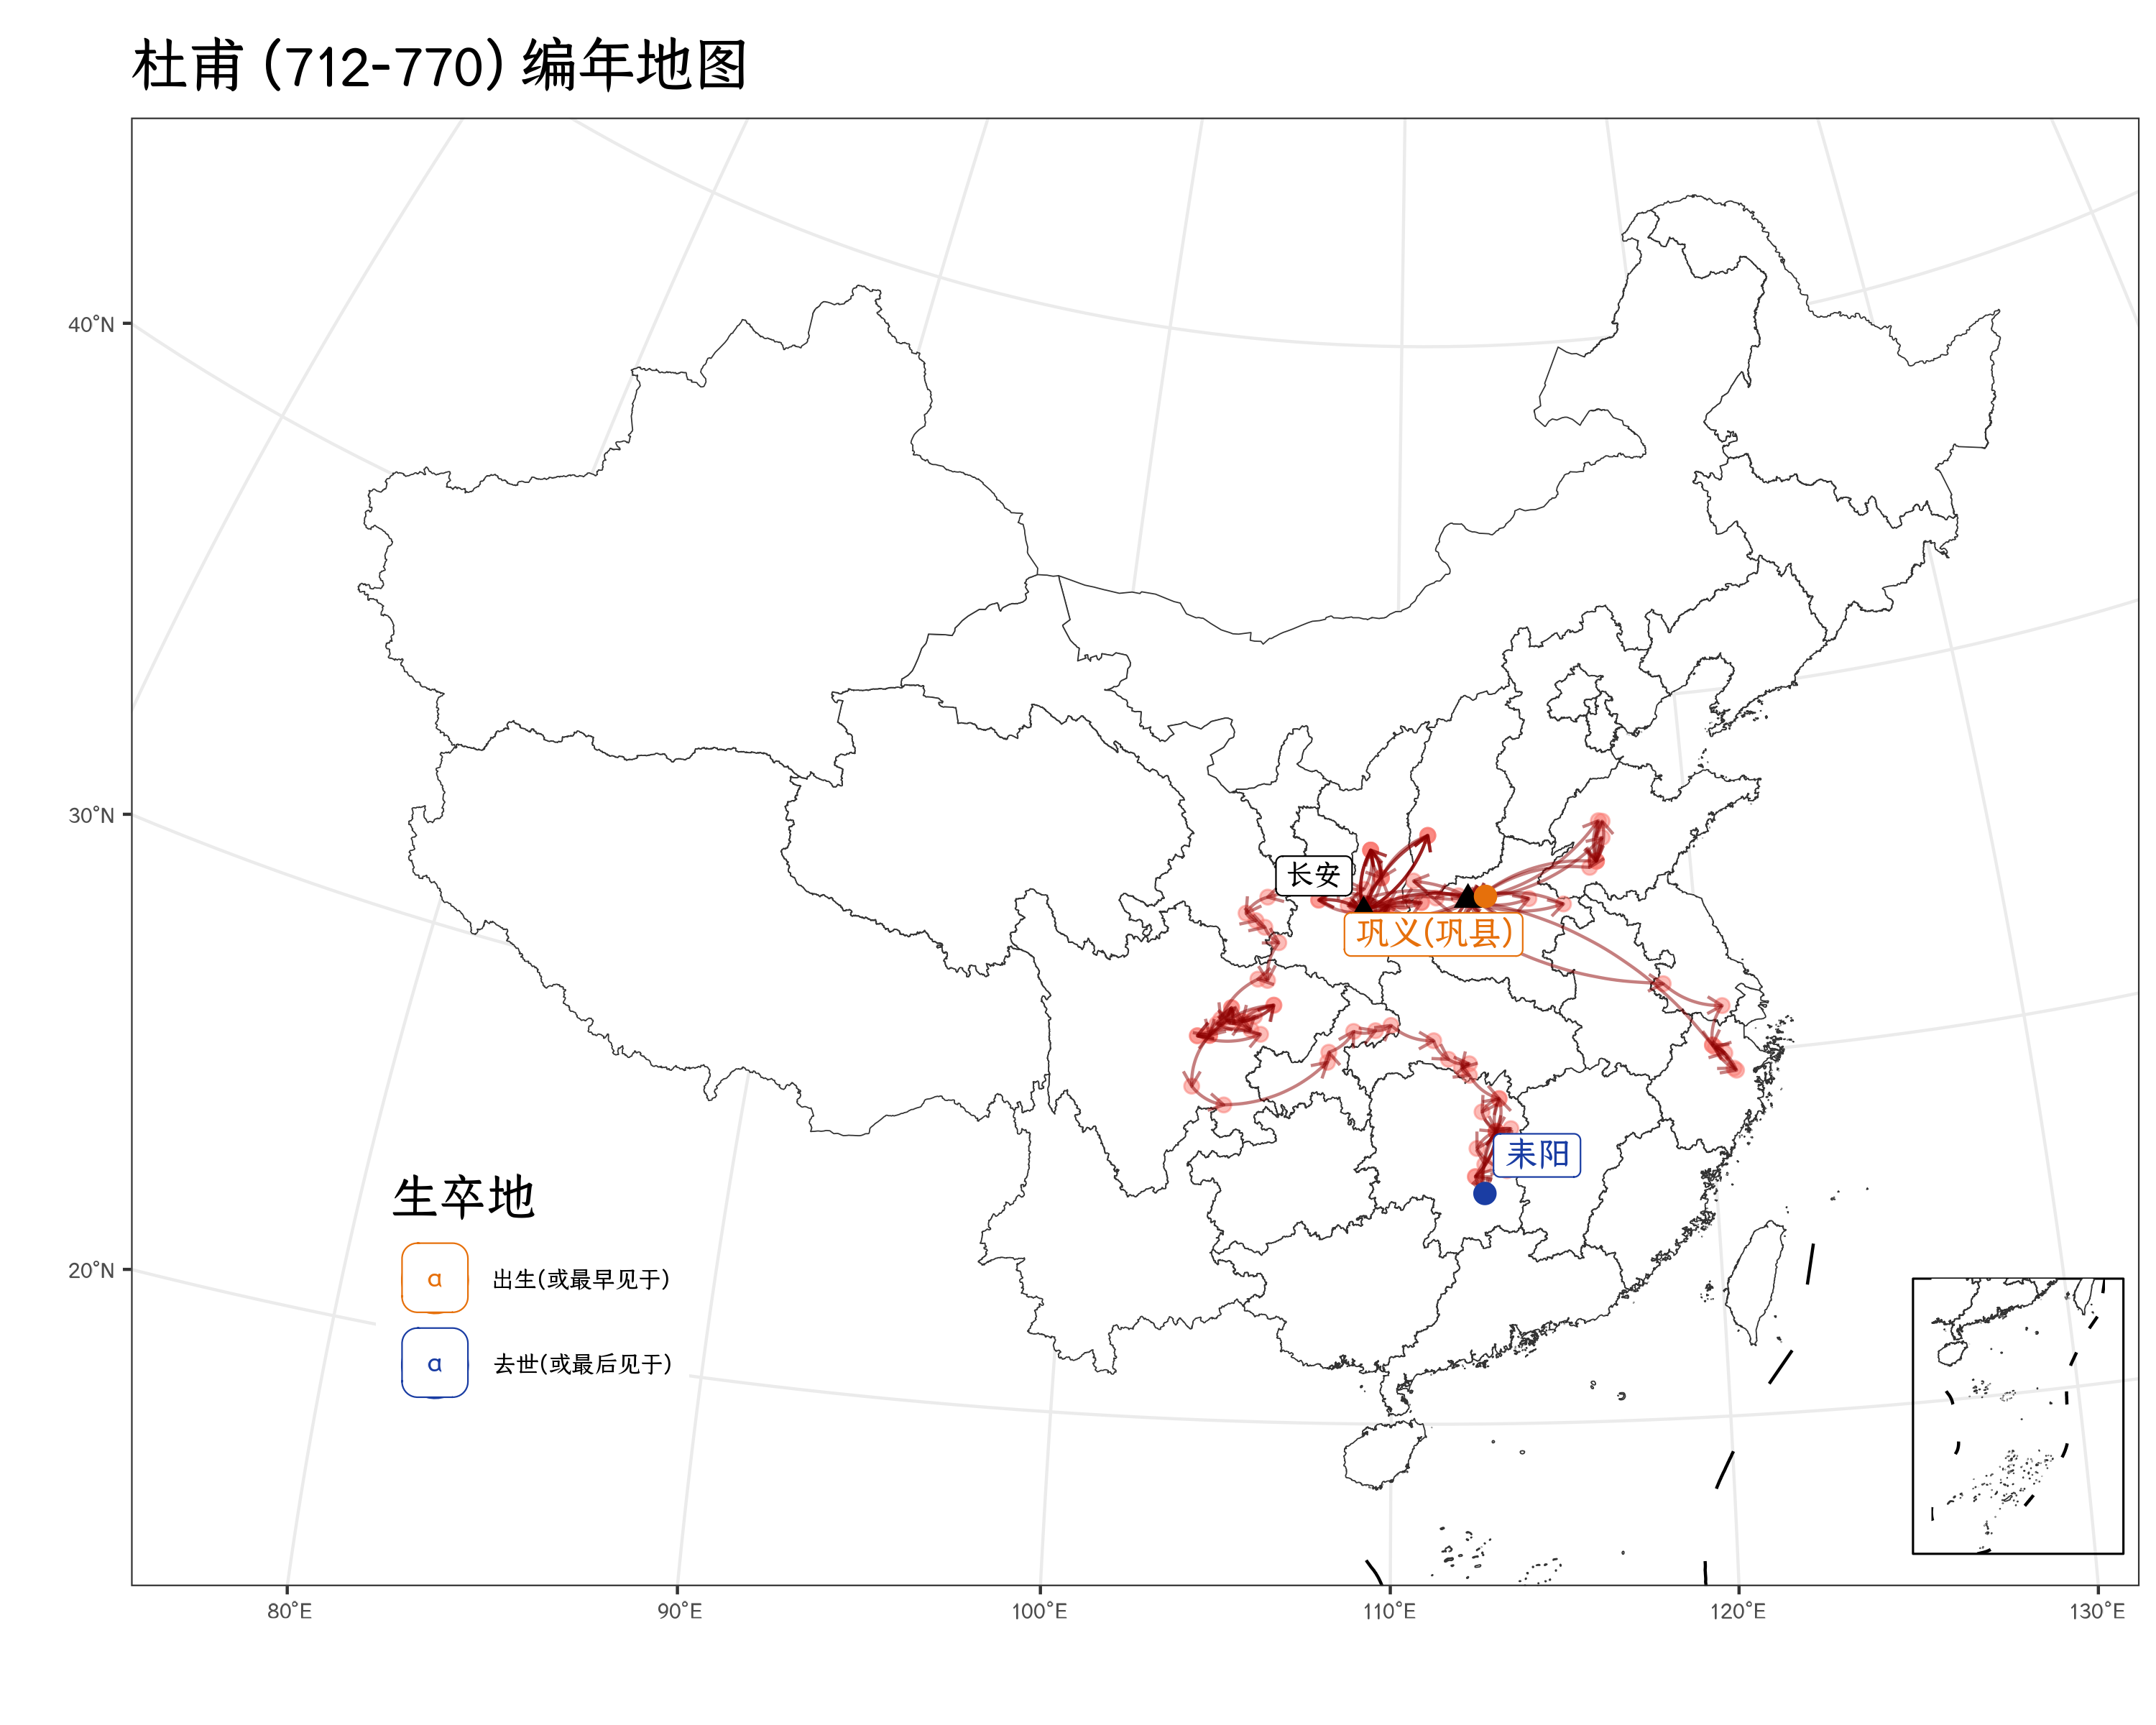 杜甫(712-770)编年地图
40°N
30°N
20°N
长安
巩义(巩县)
耒阳
生卒地
a 出生(或最早见于)
a 去世(或最后见于)
80°E 90°E 100°E 110°E 120°E 130°E